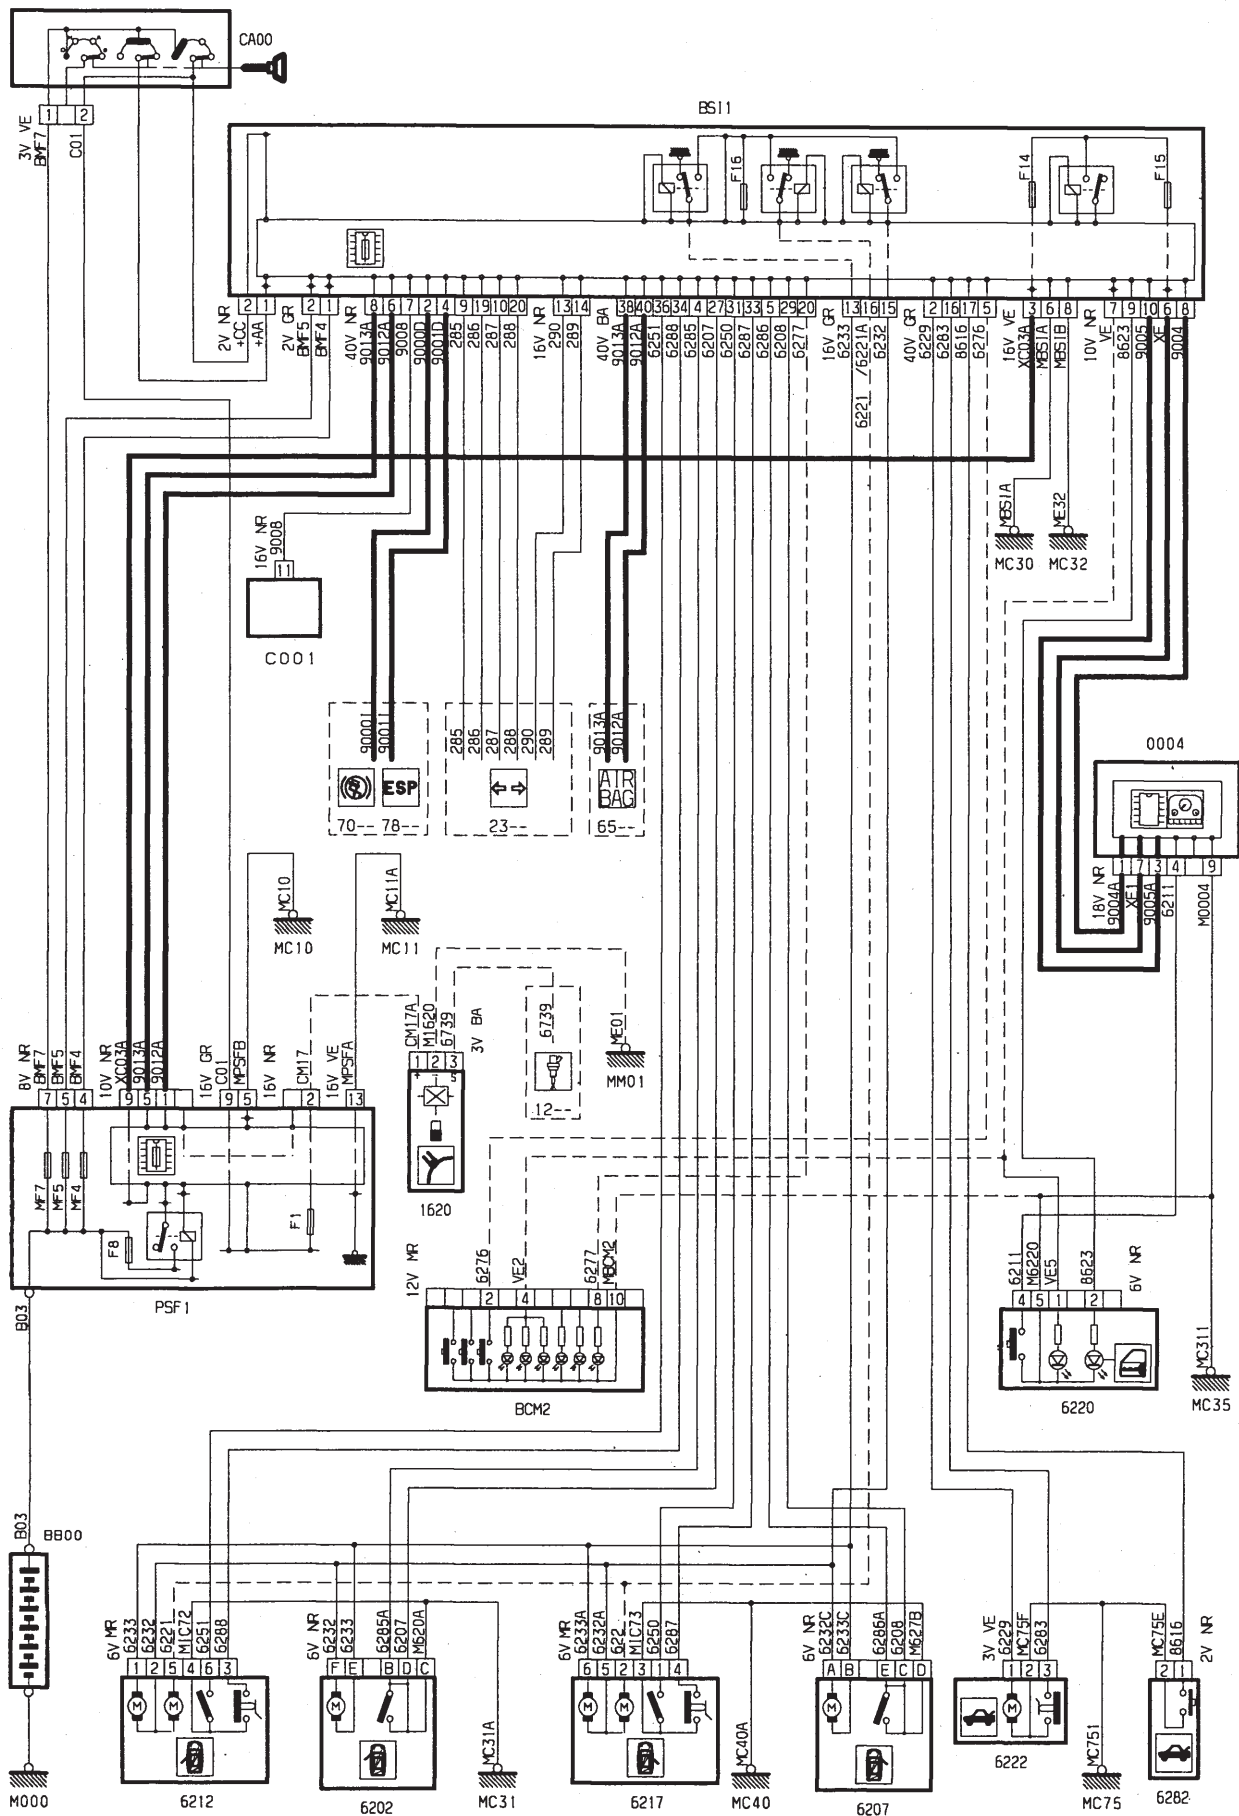 CA00
1 2
3V VE
BMF7
C01
BSI1
F16
F14
F15
2 1
2 1
8 6 7 2 4 9 19 10 20
13 14
38 40 36 34 4 27 31 33 5 29 20
13 16 15
2 16 17 5
3 6 8
7 9 10 6 8
2V NR
+CC
+AA
2V GR
BMF5
BMF4
40V NR
9013A
9012A
9008
9000D
9001D
285
286
287
288
16V NR
290
289
40V BA
9013A
9012A
6251
6288
6285
6207
6250
6287
6286
6208
6277
16V GR
6233
6221 /6221A
6232
40V GR
6229
6283
8616
6276
16V VE
XC03A
MBSIA
MBSIB
10V NR
VE
8623
9005
XE
9004
MBSIA
ME32
MC30
MC32
16V NR
9008
11
C001
9000I
9001I
ESP
70-- 78--
285
286
287
288
290
289
23--
9013A
9012A
AIR
BAG
65--
0004
1 7 3 4 9
18V NR
9004A
XE1
9005A
6211
M0004
MC10
MC10
MC11A
MC11
CM17A
M1620
6739
3V BA
1 2 3
+ - S
1620
6739
12--
ME01
MM01
8V NR
BMF7
BMF5
BMF4
10V NR
XC03A
9013A
9012A
16V GR
C01
MPSFB
16V NR
CM17
16V VE
MPSFA
7 5 4
9 5 1
9 5
2
13
MF7
MF5
MF4
F8
F1
PSF1
B03
12V MR
6276
VE2
6277
MBCM2
2 4 8 10
BCM2
6211
M6220
VE5
8623
6V NR
4 5 1 2
6220
MC311
MC35
B03
BB00
M000
6V MR
6233
6232
6221
MIC72
6251
6288
1 2 5 4 6 3
M M
6212
6V NR
6232
6233
6285A
6207
M620A
F E B D C
M
6202
MC31A
MC31
6V MR
6233A
6232A
622
MIC73
6250
6287
6 5 2 3 1 4
M M
6217
MC40A
MC40
6V NR
6232C
6233C
6286A
6208
M627B
A B E C D
M
6207
3V VE
6229
MC75F
6283
1 2 3
M
6222
MC751
MC75
MC75E
8616
2V NR
2 1
6282